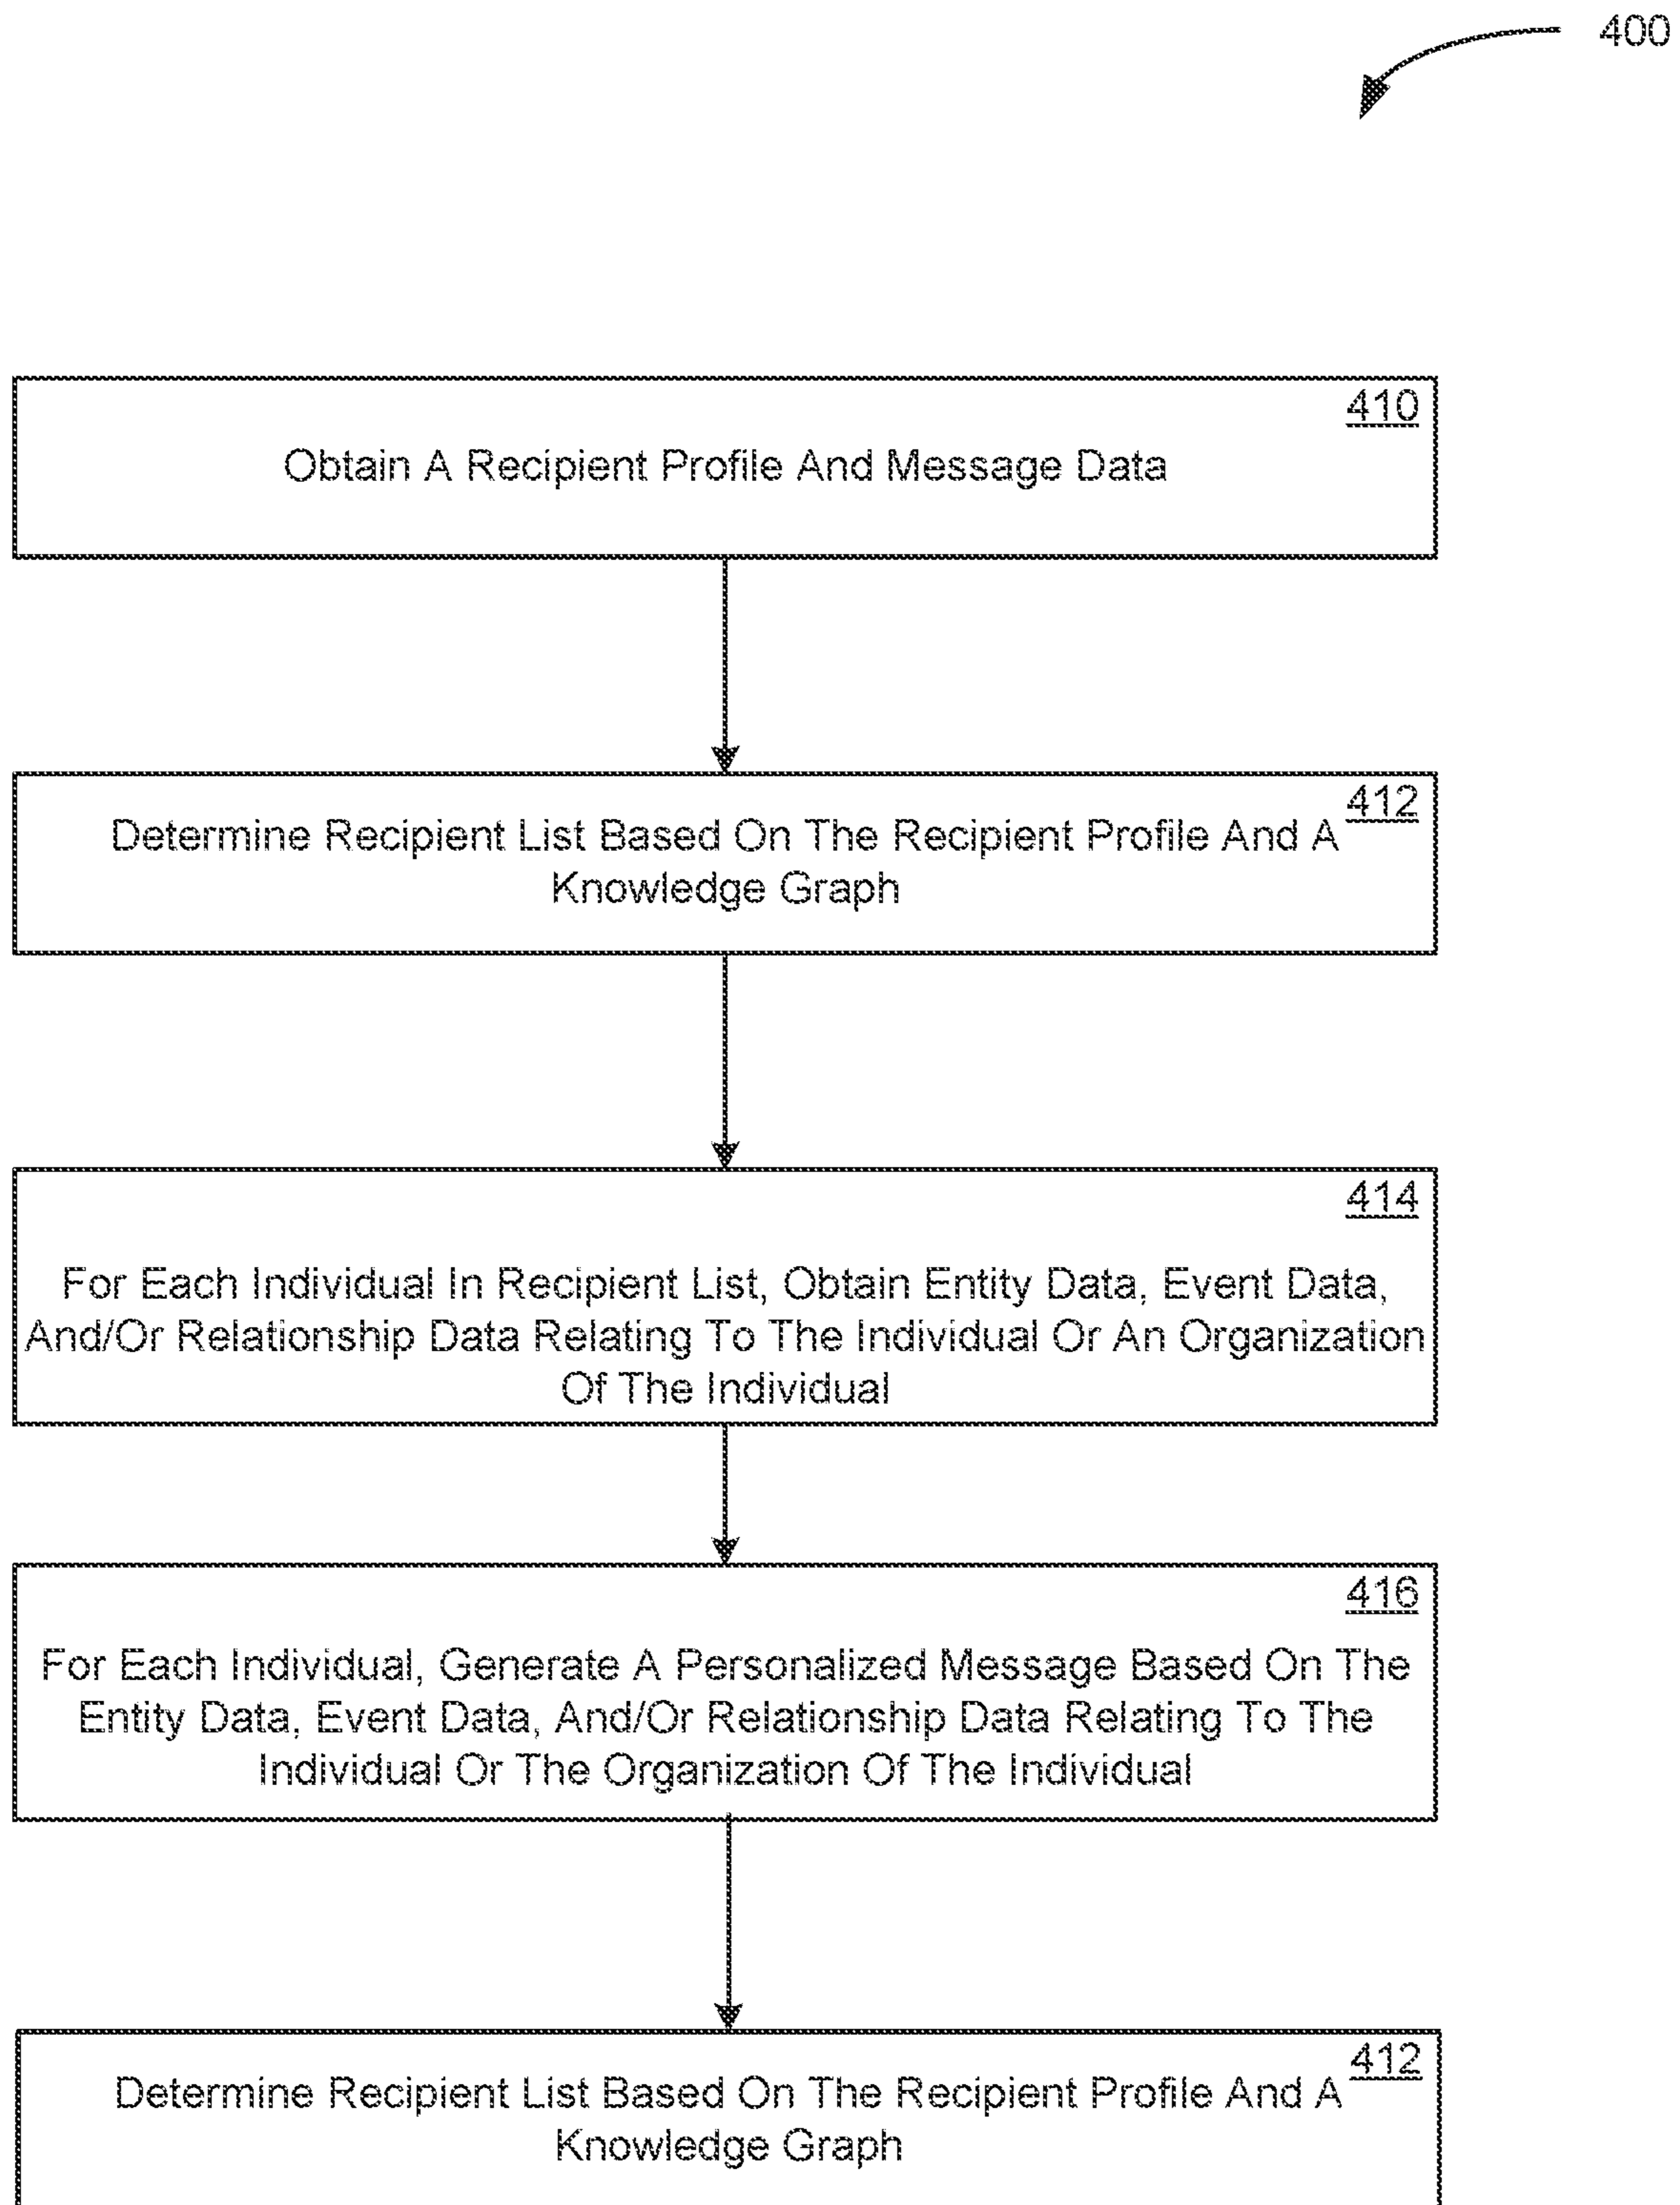 400
410
Obtain A Recipient Profile And Message Data
412
Determine Recipient List Based On The Recipient Profile And A
Knowledge Graph
414
For Each Individual In Recipient List, Obtain Entity Data, Event Data,
And/Or Relationship Data Relating To The Individual Or An Organization
Of The Individual
416
For Each Individual, Generate A Personalized Message Based On The
Entity Data, Event Data, And/Or Relationship Data Relating To The
Individual Or The Organization Of The Individual
412
Determine Recipient List Based On The Recipient Profile And A
Knowledge Graph